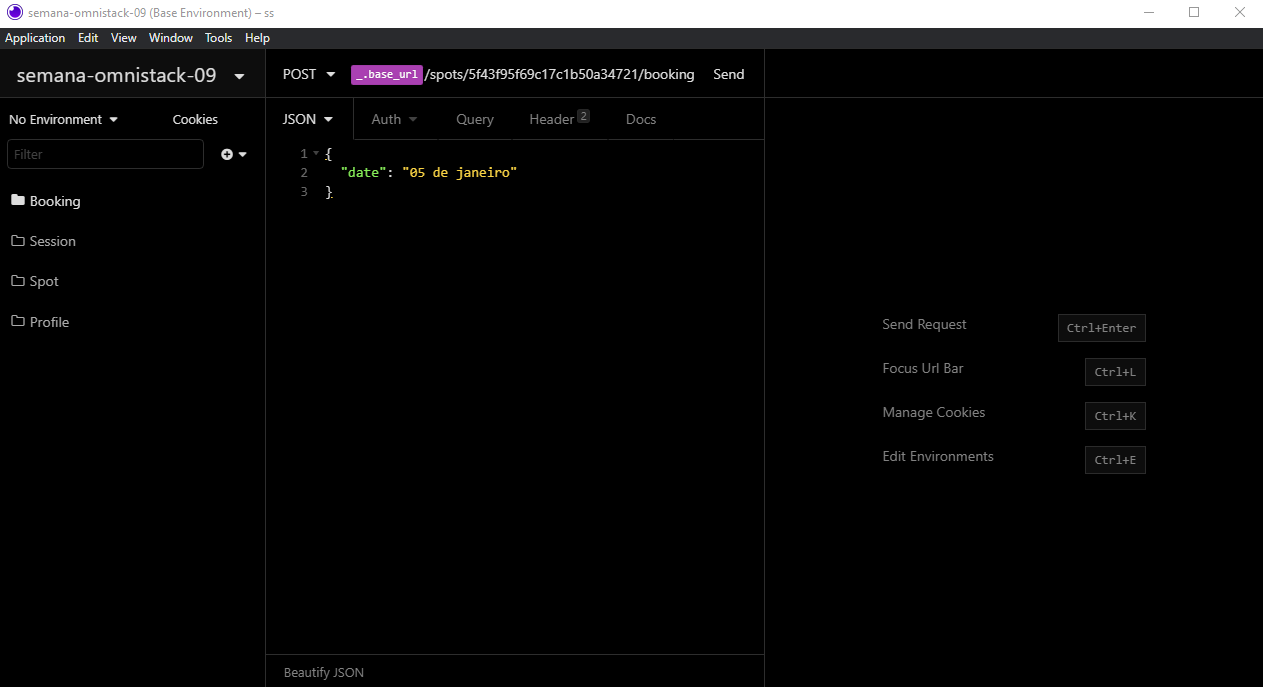 semana-omnistack-09 (Base Environment) – ss
Application Edit View Window Tools Help
semana-omnistack-09
POST _.base_url/spots/5f43f95f69c17c1b50a34721/booking Send
No Environment Cookies
JSON Auth Query Header 2 Docs
Filter
1 {
2 "date": "05 de janeiro"
3 }
Booking
Session
Spot
Profile
Send Request Ctrl+Enter
Focus Url Bar Ctrl+L
Manage Cookies Ctrl+K
Edit Environments Ctrl+E
Beautify JSON